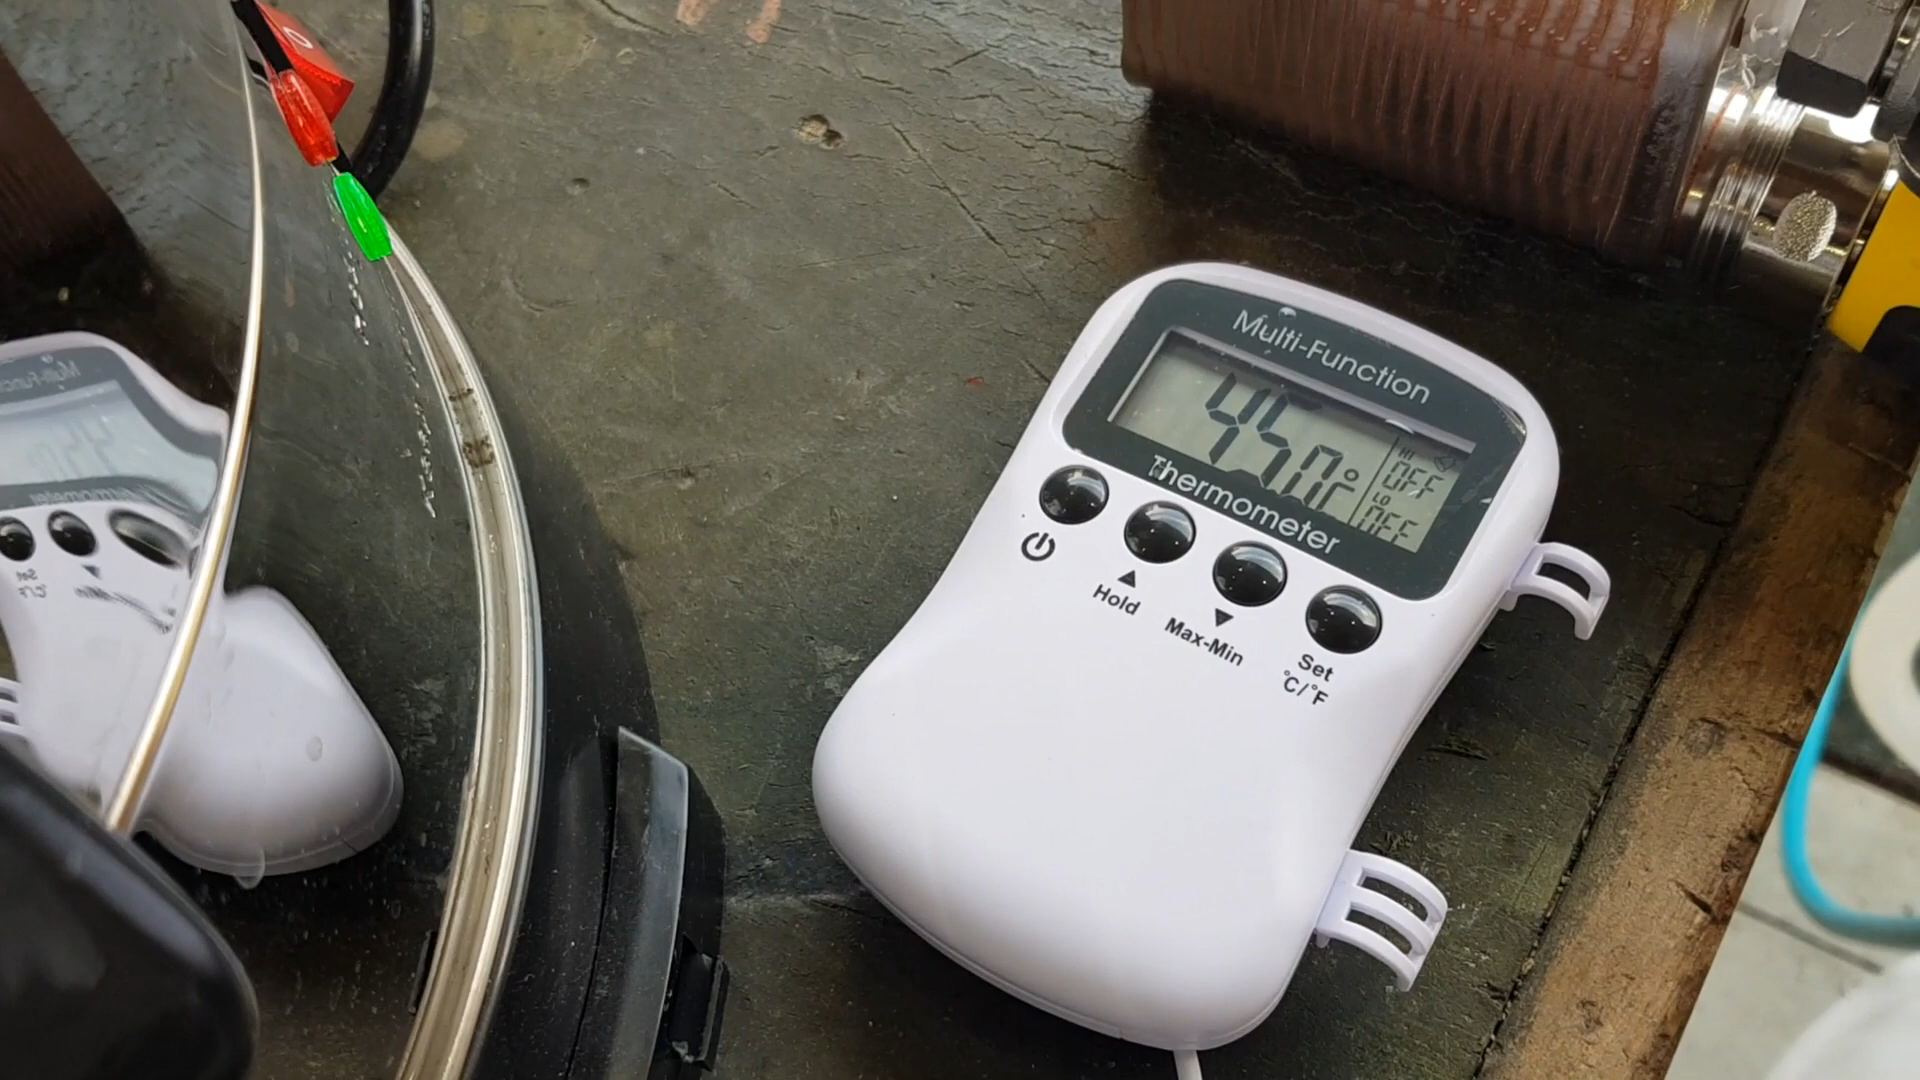 Multi-Function
45.0°C
HI
OFF
LO
OFF
Thermometer
Hold
Max-Min
Set
°C/°F